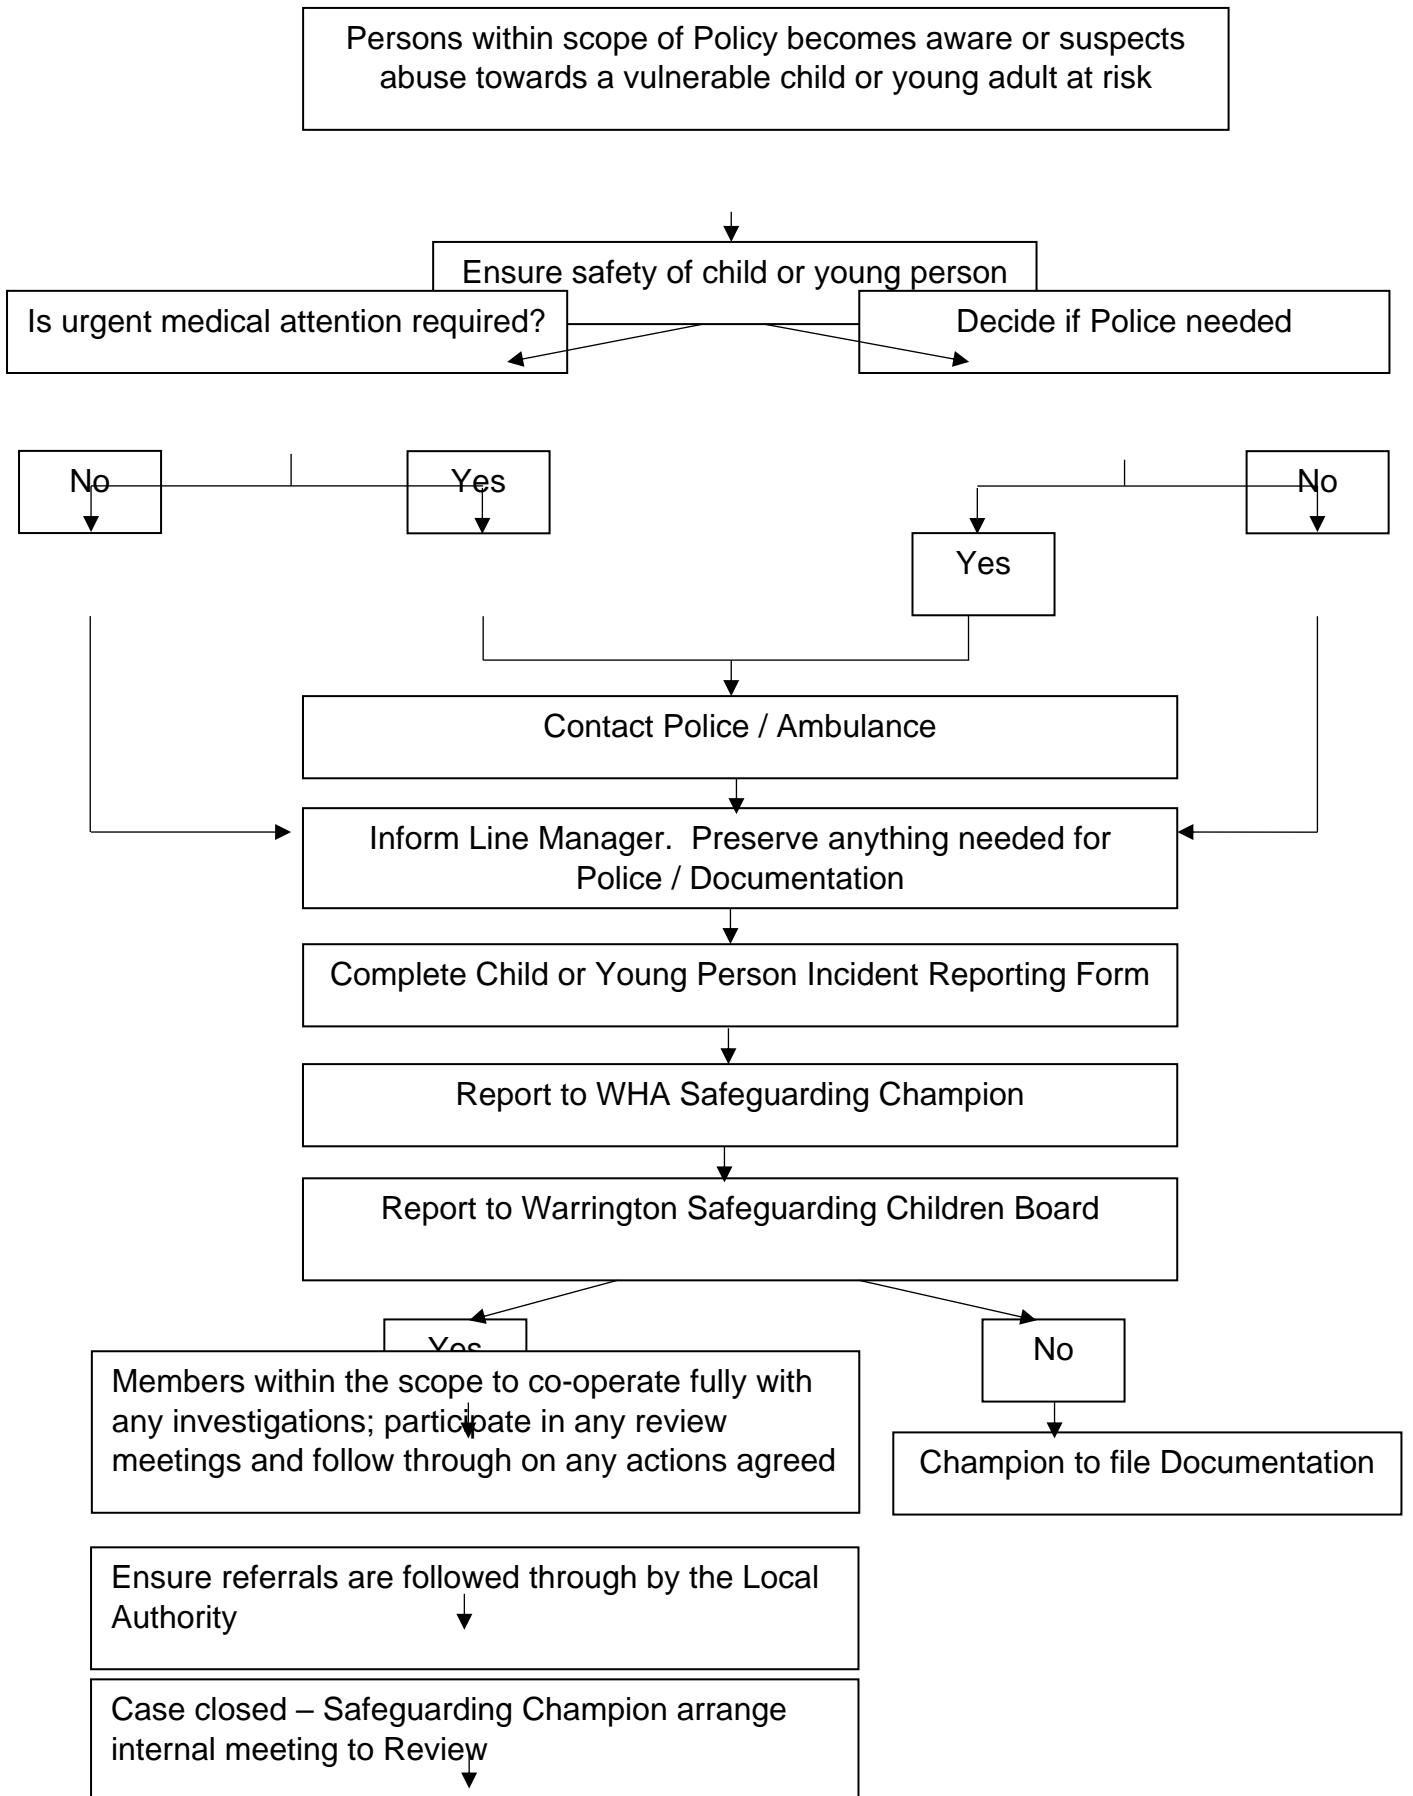 Persons within scope of Policy becomes aware or suspects
abuse towards a vulnerable child or young adult at risk
Ensure safety of child or young person
Is urgent medical attention required?
Decide if Police needed
No
Yes
No
Yes
Contact Police / Ambulance
Inform Line Manager.  Preserve anything needed for
Police / Documentation
Complete Child or Young Person Incident Reporting Form
Report to WHA Safeguarding Champion
Report to Warrington Safeguarding Children Board
Yes
No
Members within the scope to co-operate fully with
any investigations; participate in any review
meetings and follow through on any actions agreed
Champion to file Documentation
Ensure referrals are followed through by the Local
Authority
Case closed – Safeguarding Champion arrange
internal meeting to Review